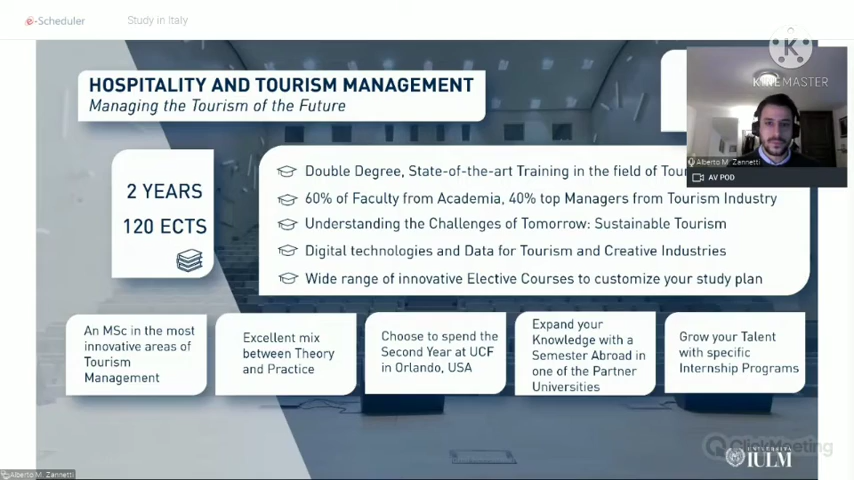 e-Scheduler
Study in Italy
HOSPITALITY AND TOURISM MANAGEMENT
Managing the Tourism of the Future
K
KINEMASTER
Alberto M. Zannetti
AV POD
2 YEARS
120 ECTS
Double Degree, State-of-the-art Training in the field of
60% of Faculty from Academia, 40% top Managers from Tourism Industry
Understanding the Challenges of Tomorrow: Sustainable Tourism
Digital technologies and Data for Tourism and Creative Industries
Wide range of innovative Elective Courses to customize your study plan
An MSc in the most
innovative areas of
Tourism
Management
Excellent mix
between Theory
and Practice
Choose to spend the
Second Year at UCF
in Orlando, USA
Expand your
Knowledge with a
Semester Abroad in
one of the Partner
Universities
Grow your Talent
with specific
Internship Programs
ClickMeeting
IULM
Alberto M. Zannetti